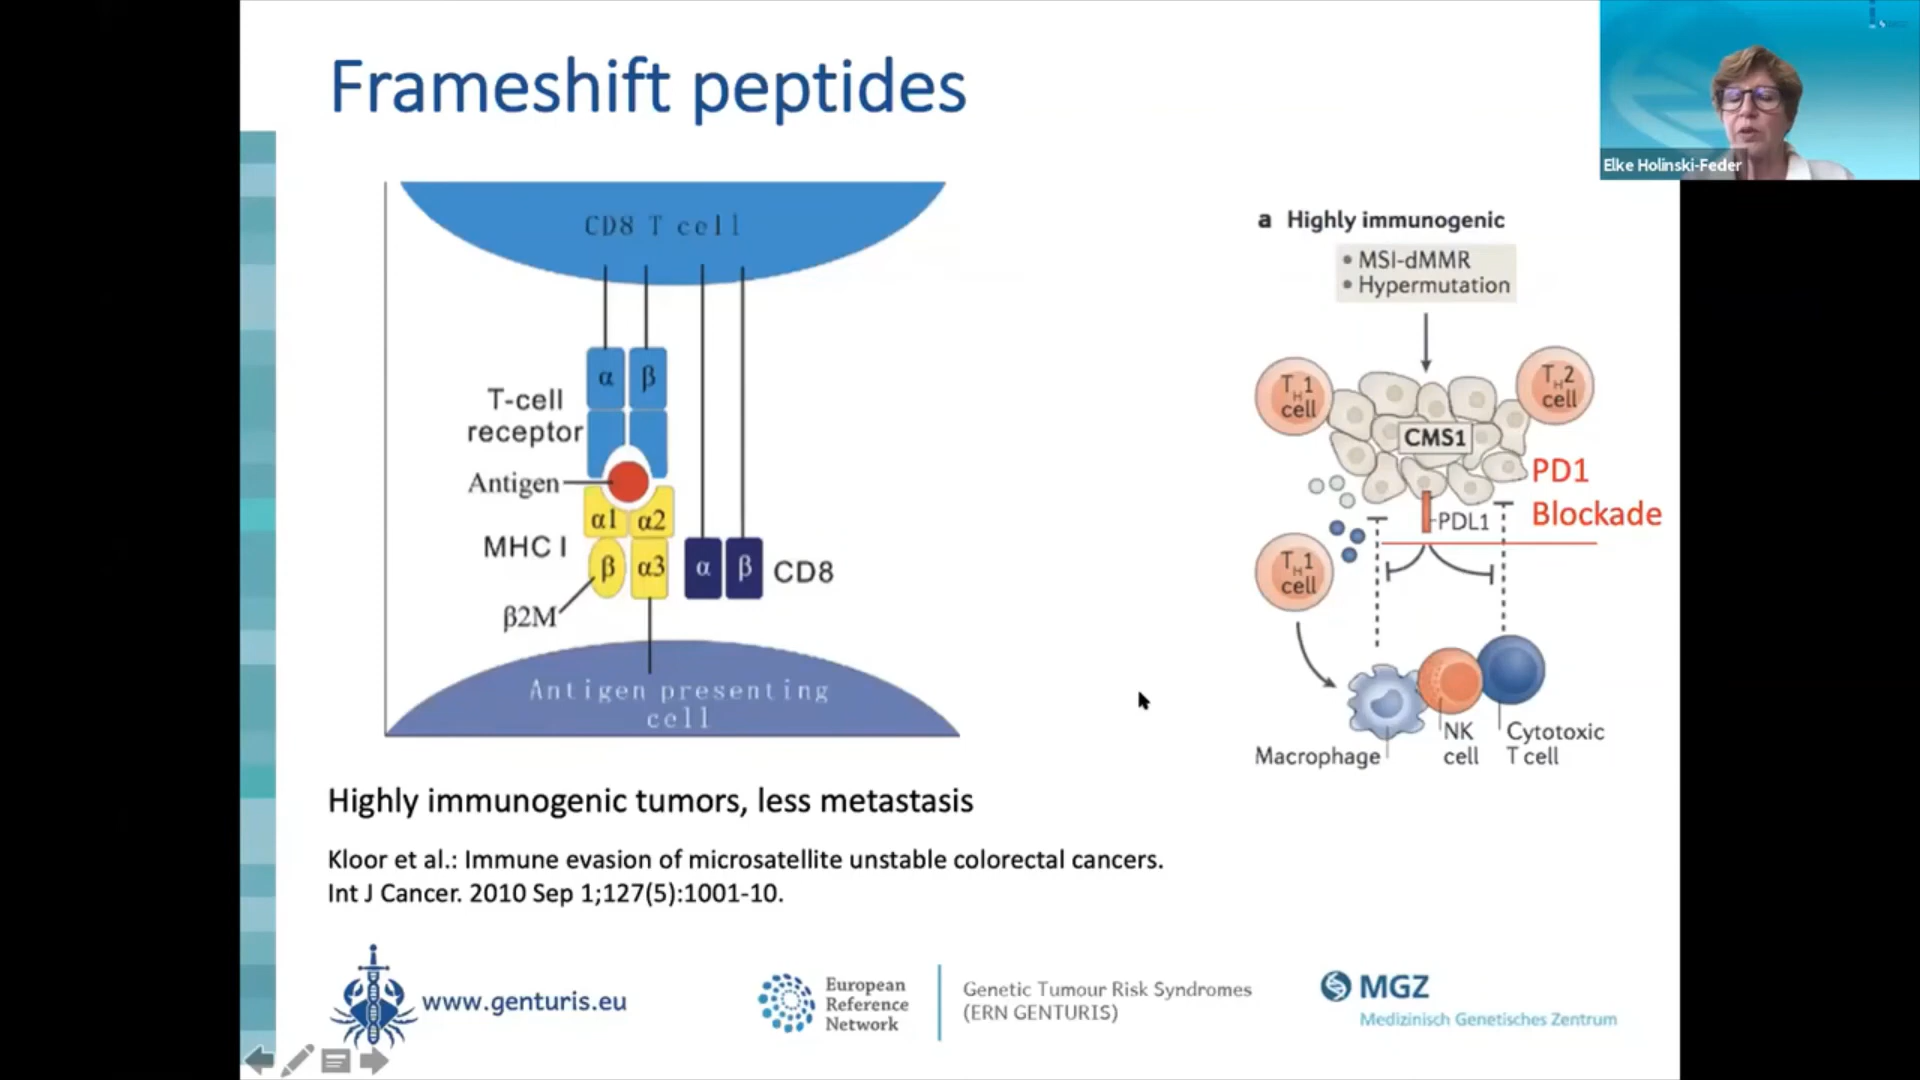 Frameshift peptides
Elke Holinski-Feder
CD8 T cell
α β
T-cell
receptor
Antigen
α1 α2
MHC I
β α3
α β
CD8
β2M
Antigen presenting
cell
a Highly immunogenic
• MSI-dMMR
• Hypermutation
TH1
cell
TH2
cell
CMS1
PD1
Blockade
PDL1
TH1
cell
Macrophage
NK
cell
Cytotoxic
T cell
Highly immunogenic tumors, less metastasis
Kloor et al.: Immune evasion of microsatellite unstable colorectal cancers.
Int J Cancer. 2010 Sep 1;127(5):1001-10.
www.genturis.eu
European
Reference
Network
Genetic Tumour Risk Syndromes
(ERN GENTURIS)
MGZ
Medizinisch Genetisches Zentrum